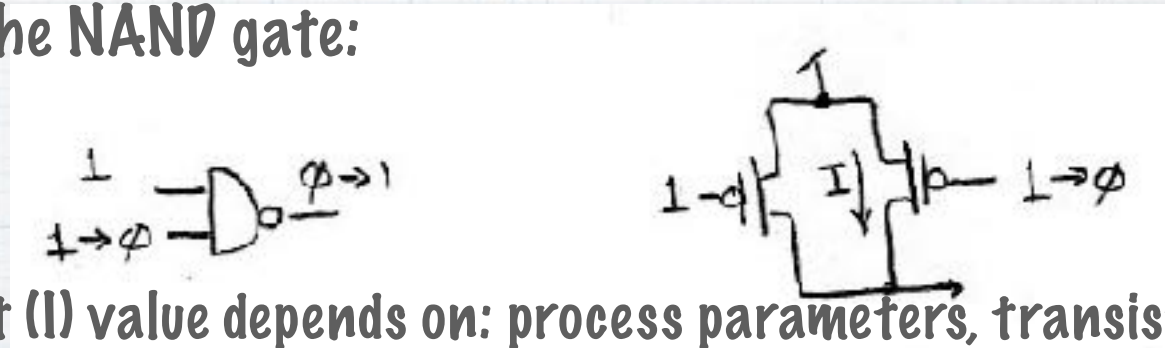 he NAND gate:
1 ϕ→1
1→ϕ
1 I 1→ϕ
t (I) value depends on: process parameters, transis